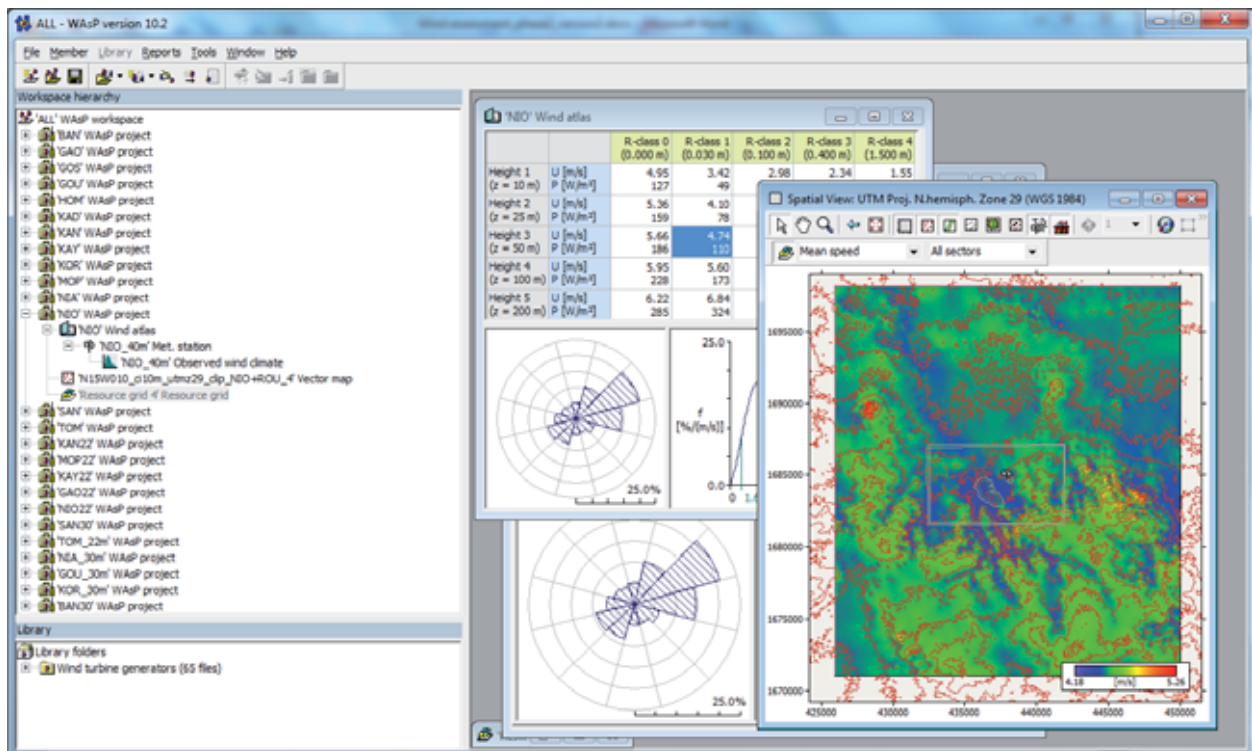 ALL - WAsP version 10.2
File Member Library Reports Tools Window Help
Workspace hierarchy
'ALL' WAsP workspace
'BAN' WAsP project
'GAO' WAsP project
'GOS' WAsP project
'GOU' WAsP project
'HOM' WAsP project
'KAD' WAsP project
'KAN' WAsP project
'KAY' WAsP project
'KOR' WAsP project
'MOP' WAsP project
'NIA' WAsP project
'NIO' WAsP project
'NIO' Wind atlas
'NIO_40m' Met. station
'NIO_40m' Observed wind climate
'N15W010_ci10m_utmz29_clip_NIO+ROU_4' Vector map
'Resource grid 4' Resource grid
'SAN' WAsP project
'TOM' WAsP project
'KAN22' WAsP project
'MOP22' WAsP project
'KAY22' WAsP project
'GAO22' WAsP project
'NIO22' WAsP project
'SAN30' WAsP project
'TOM_22m' WAsP project
'NIA_30m' WAsP project
'GOU_30m' WAsP project
'KOR_30m' WAsP project
'BAN30' WAsP project
Library
Library folders
Wind turbine generators (65 files)
'NIO' Wind atlas
R-class 0 R-class 1 R-class 2 R-class 3 R-class 4
(0.000 m) (0.030 m) (0.100 m) (0.400 m) (1.500 m)
Height 1 U [m/s] 4.95 3.42 2.98 2.34 1.55
(z = 10 m) P [W/m²] 127 49
Height 2 U [m/s] 5.36 4.10
(z = 25 m) P [W/m²] 159 78
Height 3 U [m/s] 5.66 4.74
(z = 50 m) P [W/m²] 186 110
Height 4 U [m/s] 5.95 5.60
(z = 100 m) P [W/m²] 228 173
Height 5 U [m/s] 6.22 6.84
(z = 200 m) P [W/m²] 285 324
25.0%
25.0
f
[%/(m/s)]
0.0
0
25.0%
Spatial View: UTM Proj. N.hemisph. Zone 29 (WGS 1984)
1
Mean speed All sectors
1695000
1690000
1685000
1680000
1675000
1670000
4.18 [m/s] 5.26
425000 430000 435000 440000 445000 450000